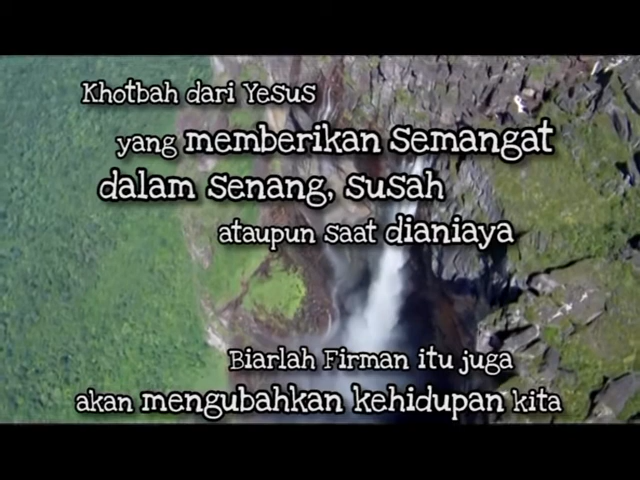 Khotbah dari Yesus
yang memberikan semangat
dalam senang, susah
ataupun saat dianiaya
Biarlah Firman itu juga
akan mengubahkan kehidupan kita